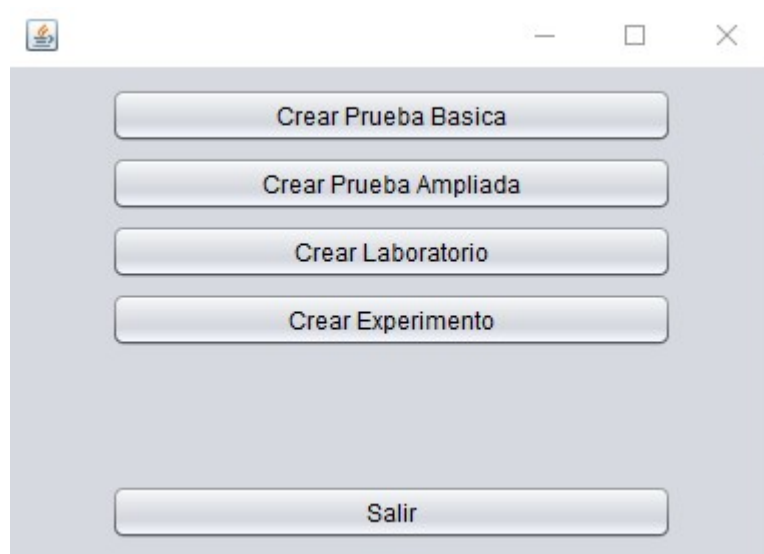 Crear Prueba Basica
Crear Prueba Ampliada
Crear Laboratorio
Crear Experimento
Salir